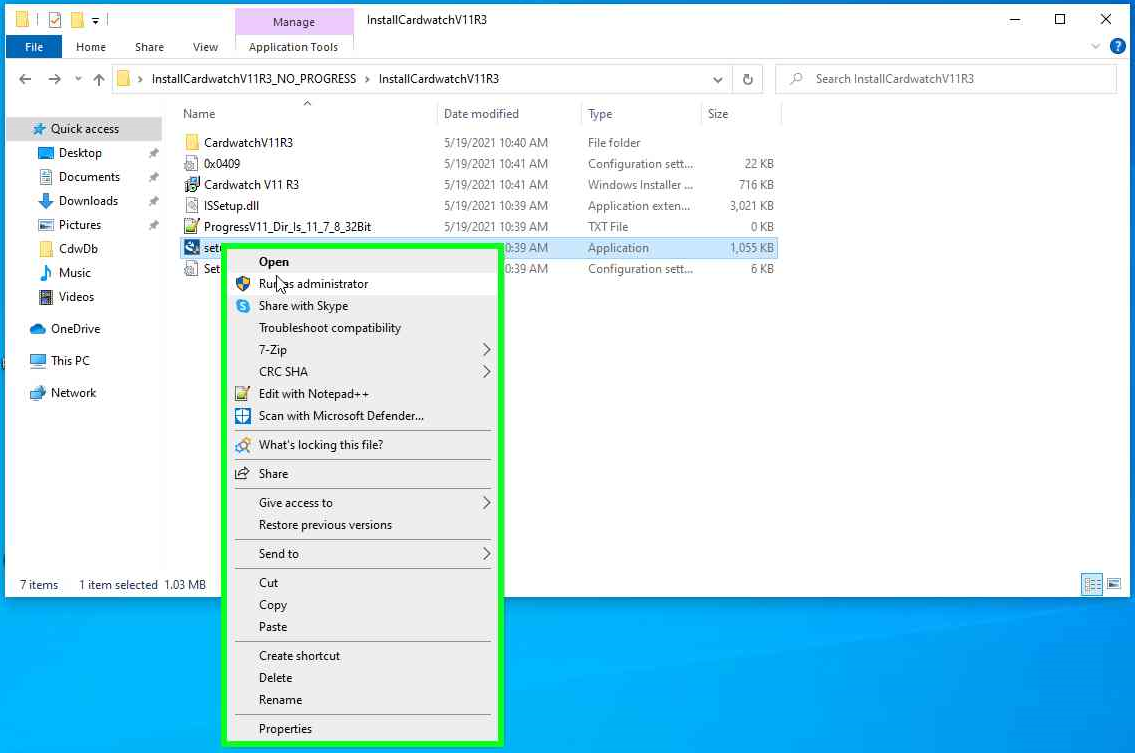 Manage
InstallCardwatchV11R3
File
Home
Share
View
Application Tools
?
InstallCardwatchV11R3_NO_PROGRESS > InstallCardwatchV11R3
Search InstallCardwatchV11R3
Name
Date modified
Type
Size
Quick access
Desktop
Documents
Downloads
Pictures
CdwDb
Music
Videos
OneDrive
This PC
Network
CardwatchV11R3 5/19/2021 10:40 AM File folder
0x0409 5/19/2021 10:41 AM Configuration sett... 22 KB
Cardwatch V11 R3 5/19/2021 10:41 AM Windows Installer ... 716 KB
ISSetup.dll 5/19/2021 10:41 AM Application exten... 3,021 KB
ProgressV11_Dir_Is_11_7_8_32Bit 5/19/2021 10:39 AM TXT File 0 KB
setu 0:39 AM Application 1,055 KB
Set 0:39 AM Configuration sett... 6 KB
Open
Run as administrator
Share with Skype
Troubleshoot compatibility
7-Zip
CRC SHA
Edit with Notepad++
Scan with Microsoft Defender...
What's locking this file?
Share
Give access to
Restore previous versions
Send to
Cut
Copy
Paste
Create shortcut
Delete
Rename
Properties
7 items 1 item selected 1.03 MB